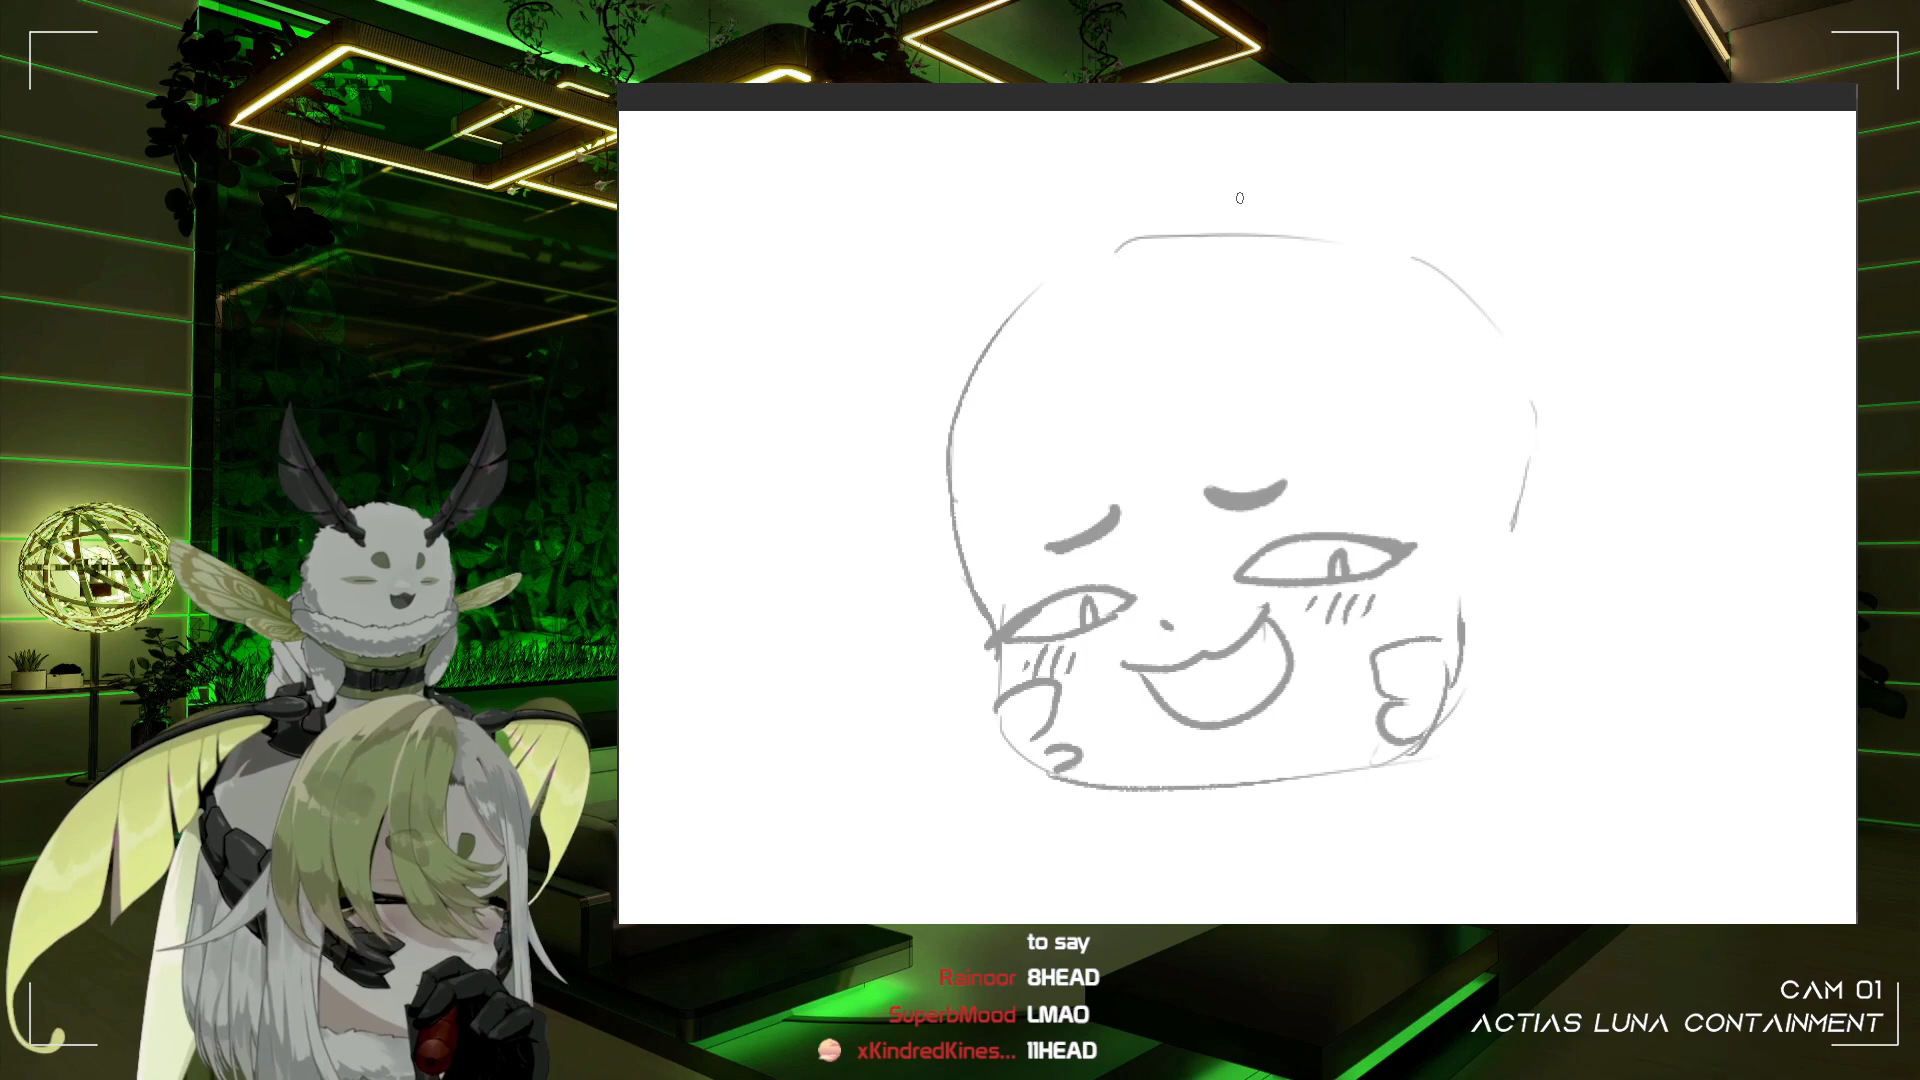 to say
Rainoor 8HEAD
SuperbMood LMAO
xKindredKines... 11HEAD
CAM 01
ACTIAS LUNA CONTAINMENT